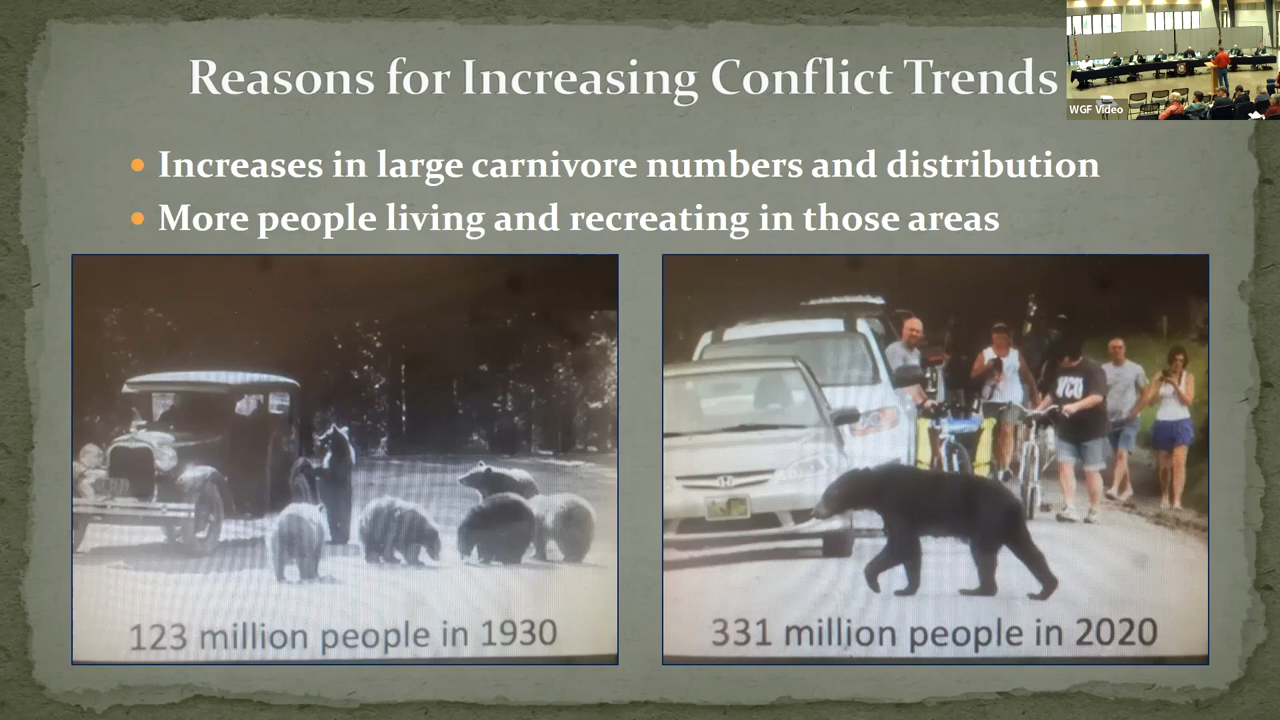 Reasons for Increasing Conflict Trends
WGF Video
• Increases in large carnivore numbers and distribution
• More people living and recreating in those areas
WCU
123 million people in 1930
331 million people in 2020